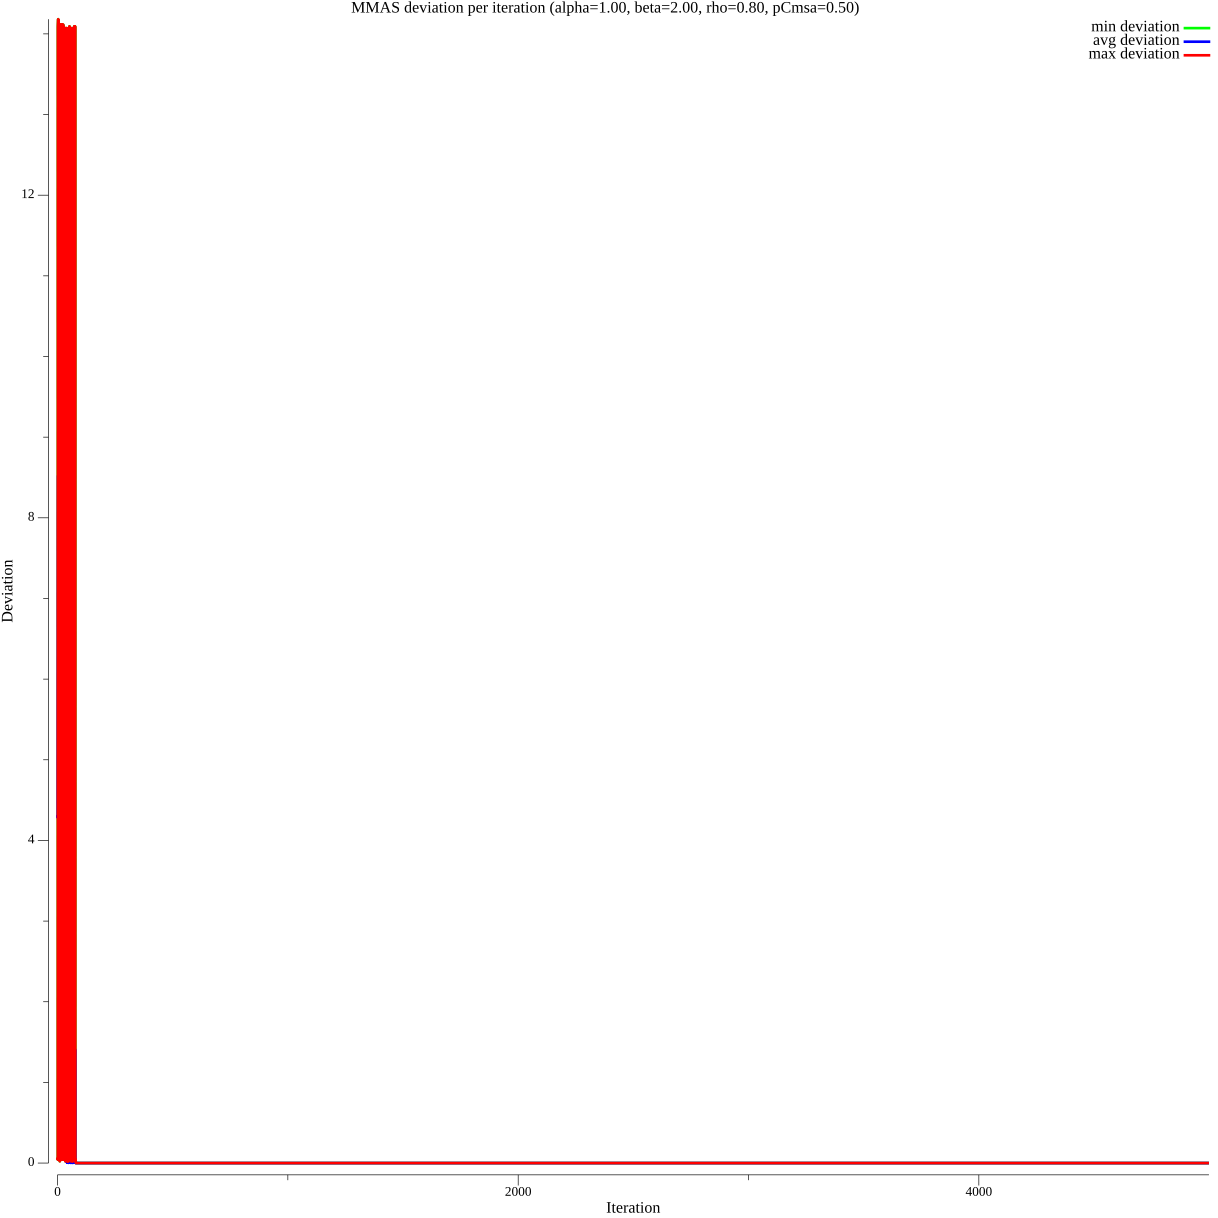 MMAS deviation per iteration (alpha=1.00, beta=2.00, rho=0.80, pCmsa=0.50)
min deviation
avg deviation
max deviation
12
8
4
0
Deviation
0 2000 4000
Iteration